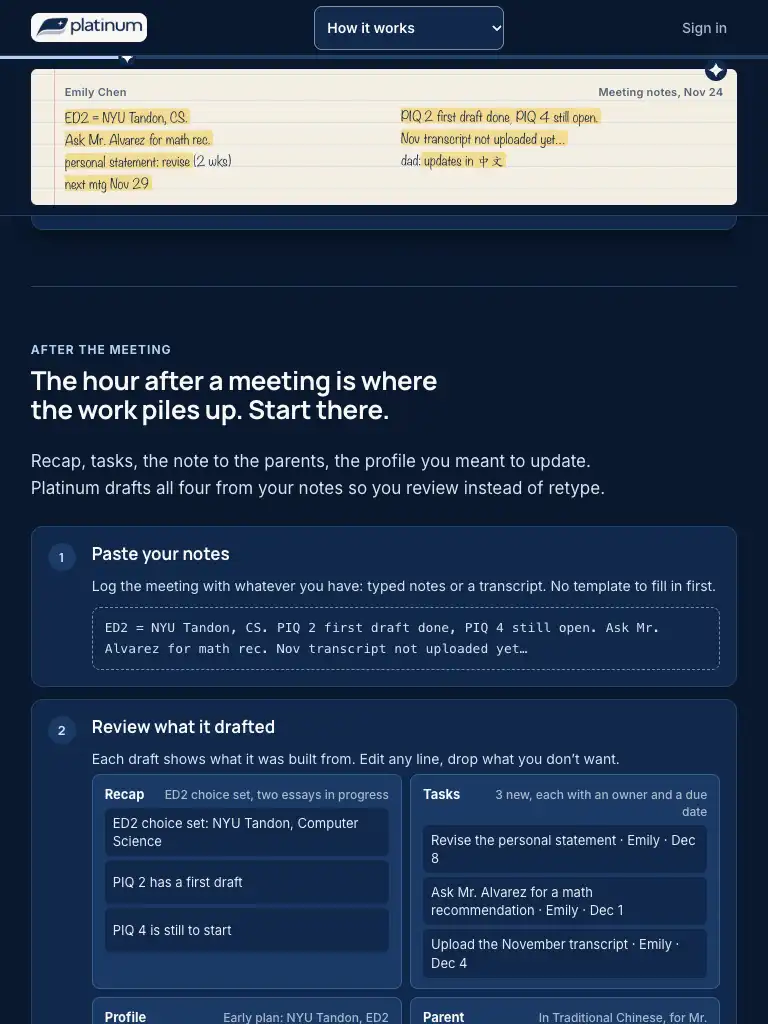 platinum
How it works
Sign in
Emily Chen
Meeting notes, Nov 24
ED2 = NYU Tandon, CS.
Ask Mr. Alvarez for math rec.
personal statement: revise (2 wks)
next mtg Nov 29
PIQ 2 first draft done, PIQ 4 still open.
Nov transcript not uploaded yet...
dad: updates in 中文
AFTER THE MEETING
The hour after a meeting is where
the work piles up. Start there.
Recap, tasks, the note to the parents, the profile you meant to update.
Platinum drafts all four from your notes so you review instead of retype.
1
Paste your notes
Log the meeting with whatever you have: typed notes or a transcript. No template to fill in first.
ED2 = NYU Tandon, CS. PIQ 2 first draft done, PIQ 4 still open. Ask Mr.
Alvarez for math rec. Nov transcript not uploaded yet…
2
Review what it drafted
Each draft shows what it was built from. Edit any line, drop what you don’t want.
Recap
ED2 choice set, two essays in progress
ED2 choice set: NYU Tandon, Computer
Science
PIQ 2 has a first draft
PIQ 4 is still to start
Tasks
3 new, each with an owner and a due
date
Revise the personal statement · Emily · Dec
8
Ask Mr. Alvarez for a math
recommendation · Emily · Dec 1
Upload the November transcript · Emily ·
Dec 4
Profile
Early plan: NYU Tandon, ED2
Parent
In Traditional Chinese, for Mr.